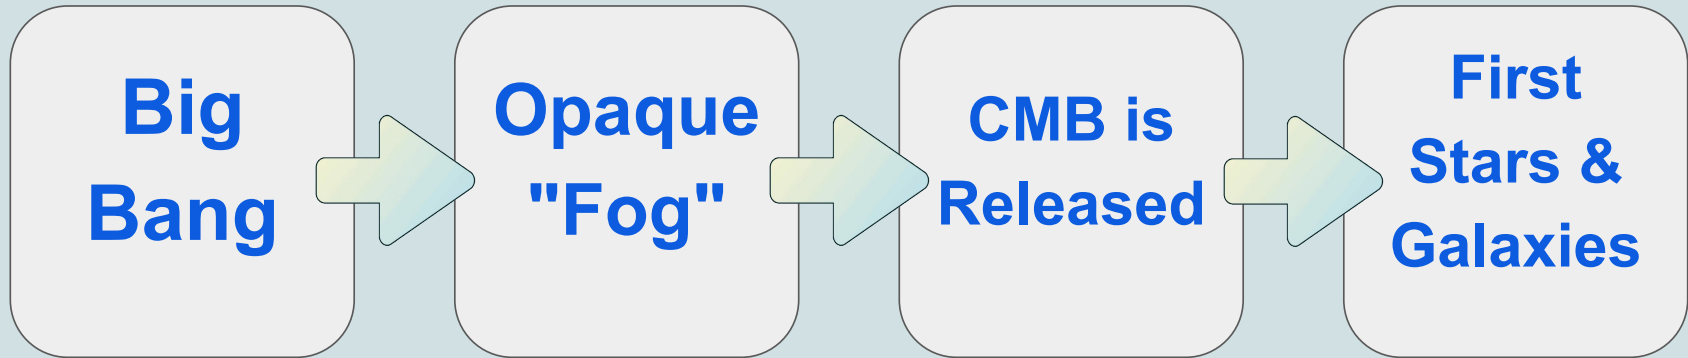 Big
Bang
Opaque
"Fog"
CMB is
Released
First
Stars &
Galaxies